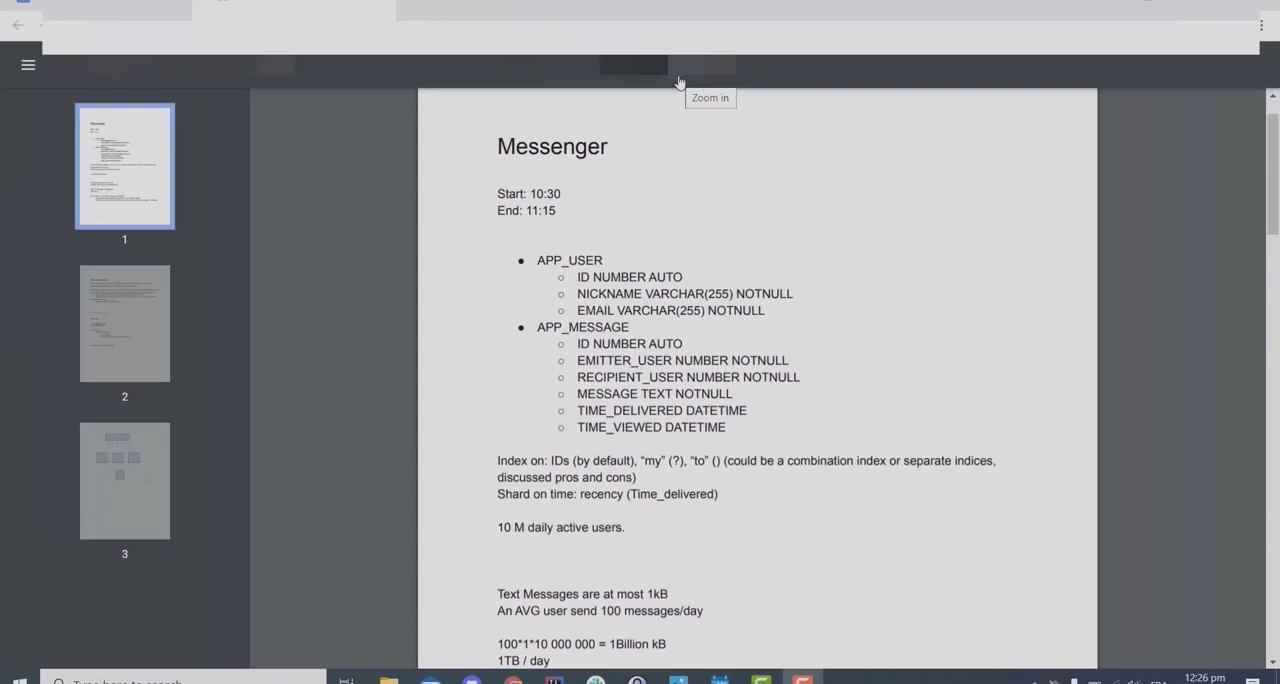 Zoom in
Messenger
Start: 10:30
End: 11:15
● APP_USER
○ ID NUMBER AUTO
○ NICKNAME VARCHAR(255) NOTNULL
○ EMAIL VARCHAR(255) NOTNULL
● APP_MESSAGE
○ ID NUMBER AUTO
○ EMITTER_USER NUMBER NOTNULL
○ RECIPIENT_USER NUMBER NOTNULL
○ MESSAGE TEXT NOTNULL
○ TIME_DELIVERED DATETIME
○ TIME_VIEWED DATETIME
Index on: IDs (by default), “my” (?), “to” () (could be a combination index or separate indices,
discussed pros and cons)
Shard on time: recency (Time_delivered)
10 M daily active users.
Text Messages are at most 1kB
An AVG user send 100 messages/day
100*1*10 000 000 = 1Billion kB
1TB / day
1
2
3
Type here to search
12:26 pm